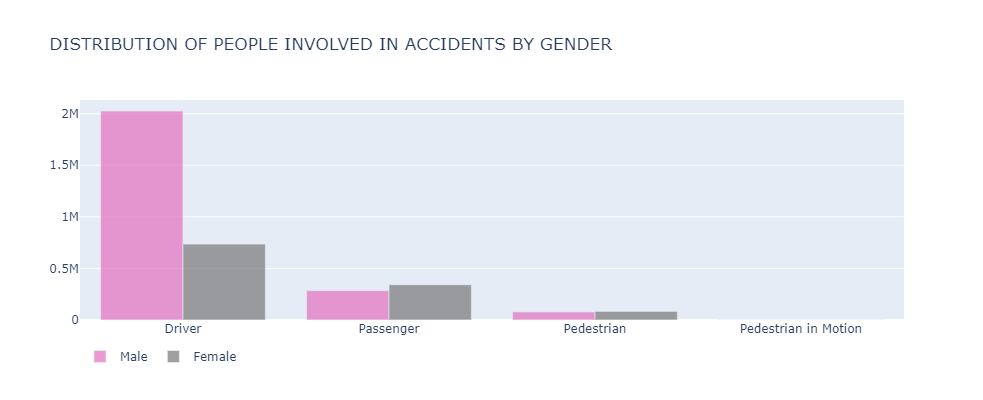 DISTRIBUTION OF PEOPLE INVOLVED IN ACCIDENTS BY GENDER
2M
1.5M
1M
0.5M
0
Driver Passenger Pedestrian Pedestrian in Motion
Male Female